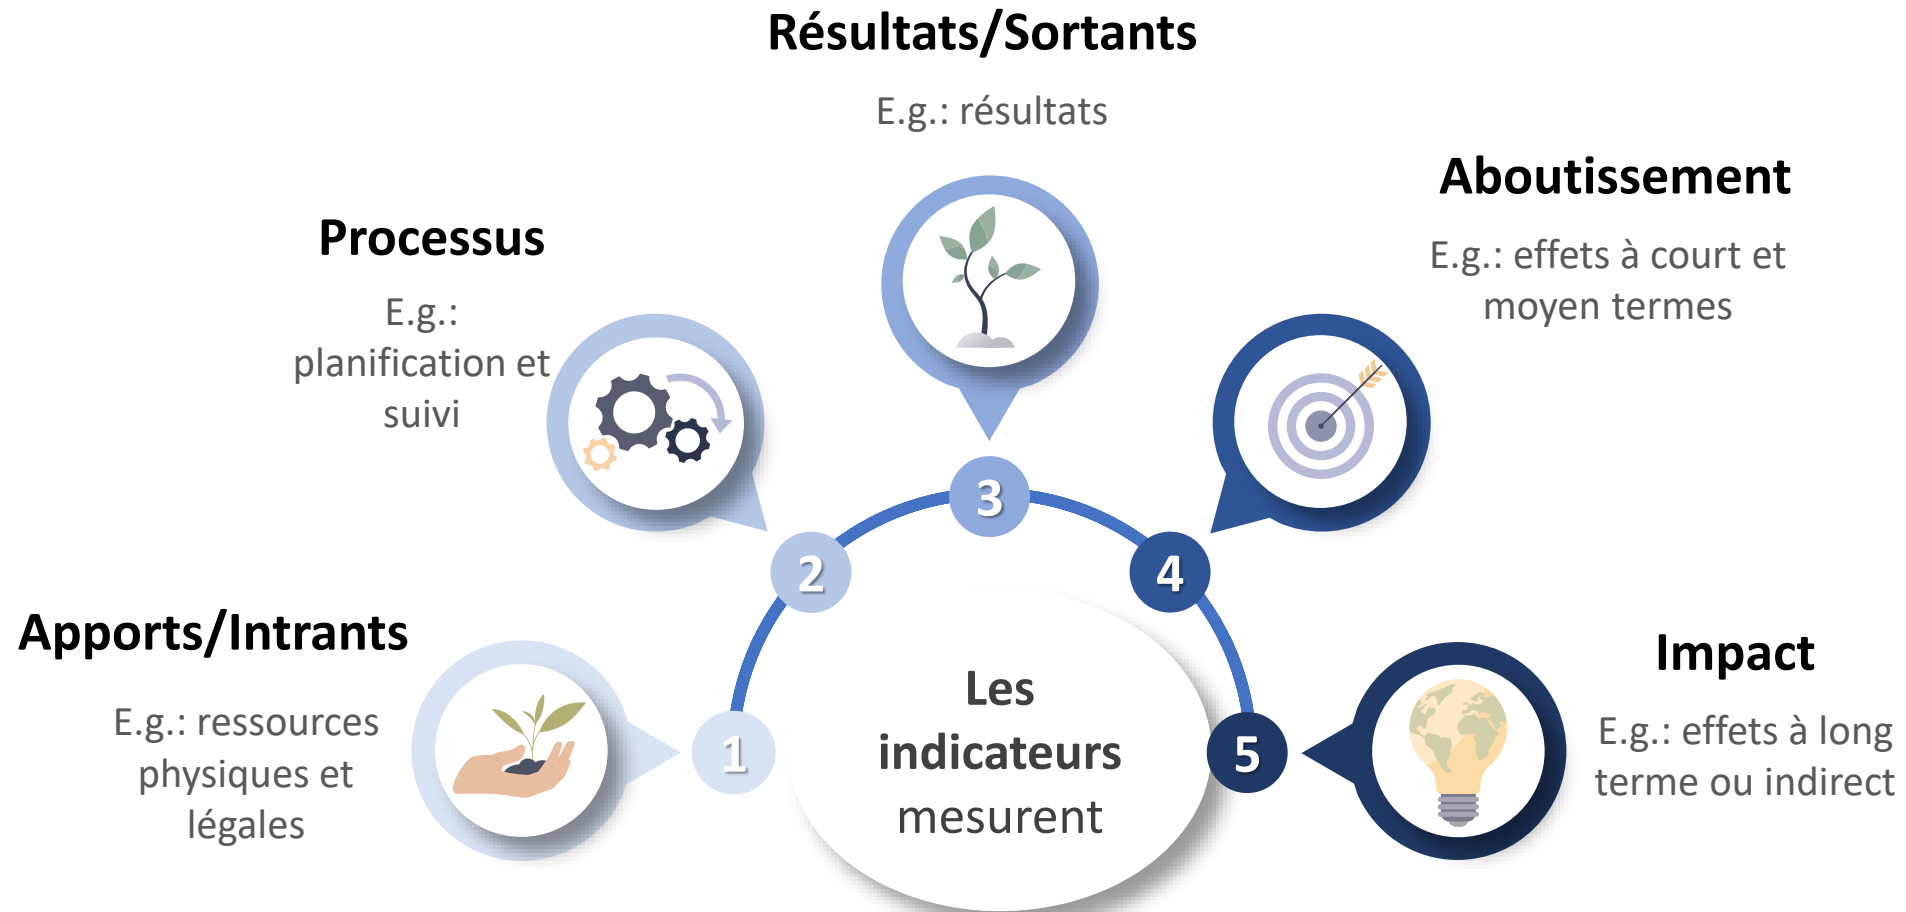 Résultats/Sortants
E.g.: résultats
Aboutissement
E.g.: effets à court et
moyen termes
Processus
E.g.:
planification et
suivi
3
2
4
Apports/Intrants
E.g.: ressources
physiques et
légales
1
Les
indicateurs
mesurent
5
Impact
E.g.: effets à long
terme ou indirect